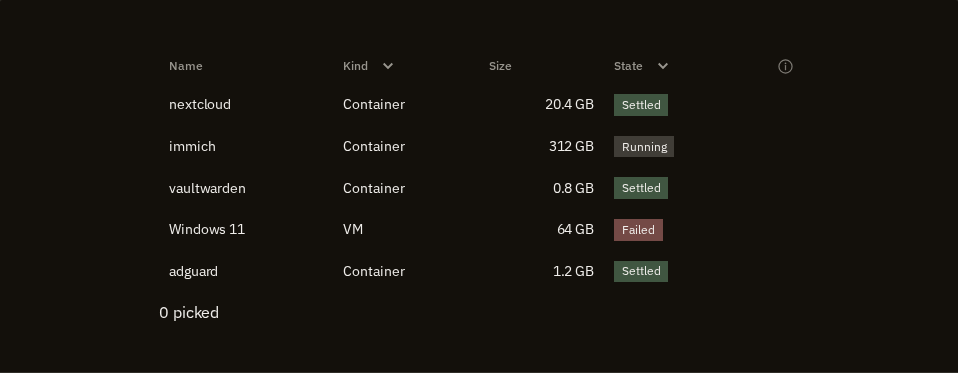 Name Kind Size State
nextcloud Container 20.4 GB Settled
immich Container 312 GB Running
vaultwarden Container 0.8 GB Settled
Windows 11 VM 64 GB Failed
adguard Container 1.2 GB Settled
0 picked